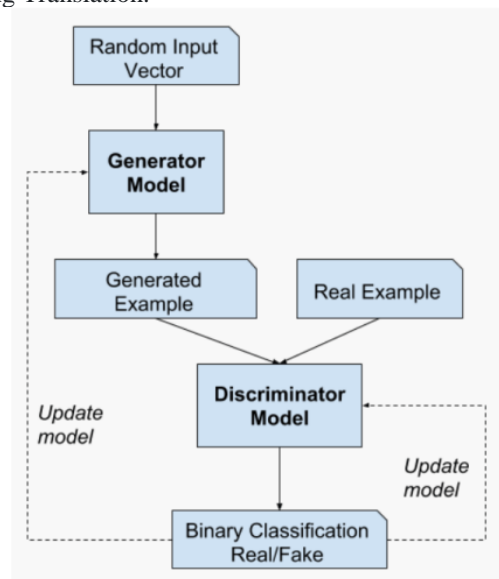 g Translation.
Random Input
Vector
Generator
Model
Generated
Example
Real Example
Discriminator
Model
Update
model
Update
model
Binary Classification
Real/Fake